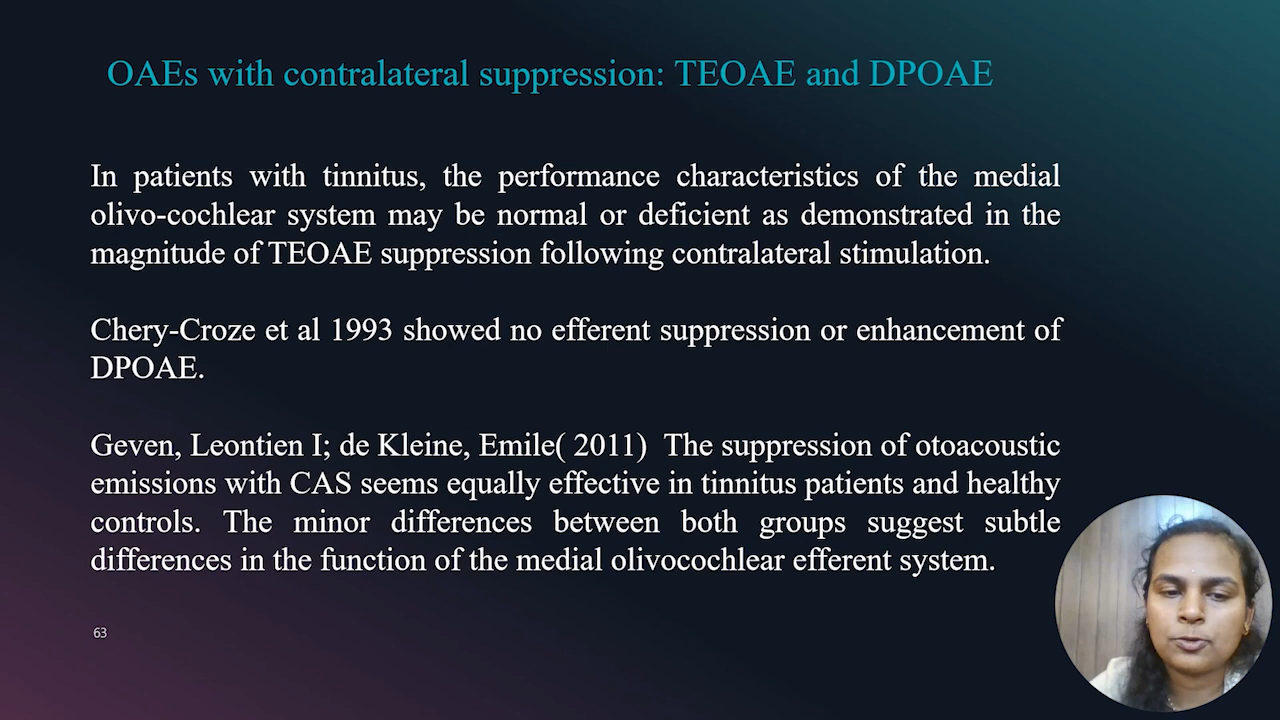 OAEs with contralateral suppression: TEOAE and DPOAE
In patients with tinnitus, the performance characteristics of the medial
olivo-cochlear system may be normal or deficient as demonstrated in the
magnitude of TEOAE suppression following contralateral stimulation.
Chery-Croze et al 1993 showed no efferent suppression or enhancement of
DPOAE.
Geven, Leontien I; de Kleine, Emile( 2011)  The suppression of otoacoustic
emissions with CAS seems equally effective in tinnitus patients and healthy
controls. The minor differences between both groups suggest subtle
differences in the function of the medial olivocochlear efferent system.
63